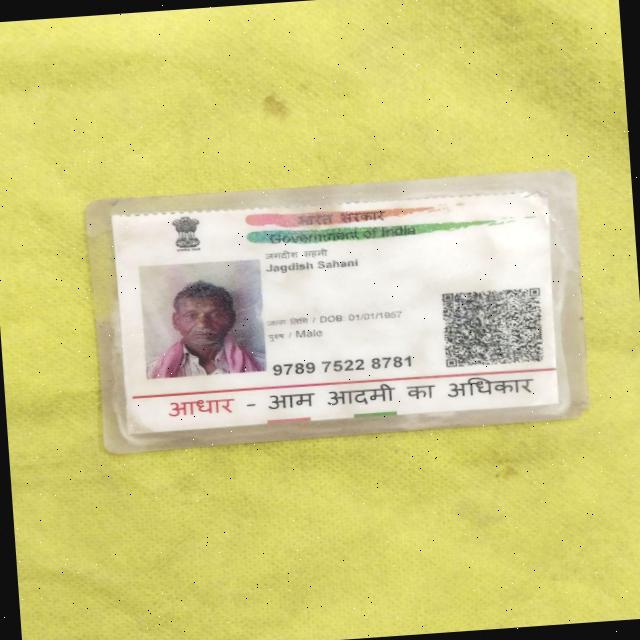 भारत सरकार
Government of India
जगदीश सहनी
Jagdish Sahani
जन्म तिथि / DOB: 01/01/1957
पुरुष / Male
9789 7522 8781
आधार - आम आदमी का अधिकार